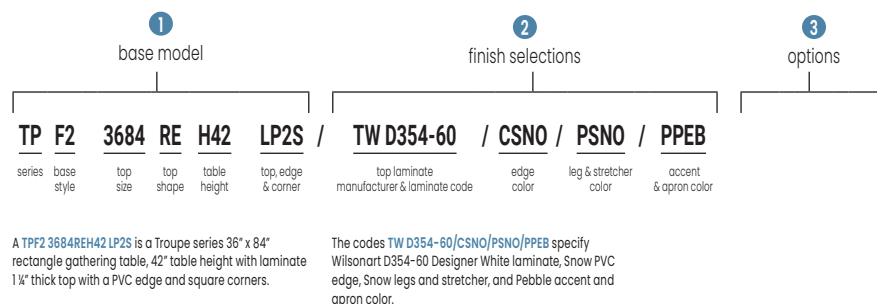 1
base model
2
finish selections
3
options
TP F2 3684 RE H42 LP2S / TW D354-60 / CSNO / PSNO / PPEB
series base style top size top shape table height top, edge & corner top laminate manufacturer & laminate code edge color leg & stretcher color accent & apron color
A TPF2 3684REH42 LP2S is a Troupe series 36" x 84"
rectangle gathering table, 42" table height with laminate
1 ¼" thick top with a PVC edge and square corners.
The codes TW D354-60/CSNO/PSNO/PPEB specify
Wilsonart D354-60 Designer White laminate, Snow PVC
edge, Snow legs and stretcher, and Pebble accent and
apron color.